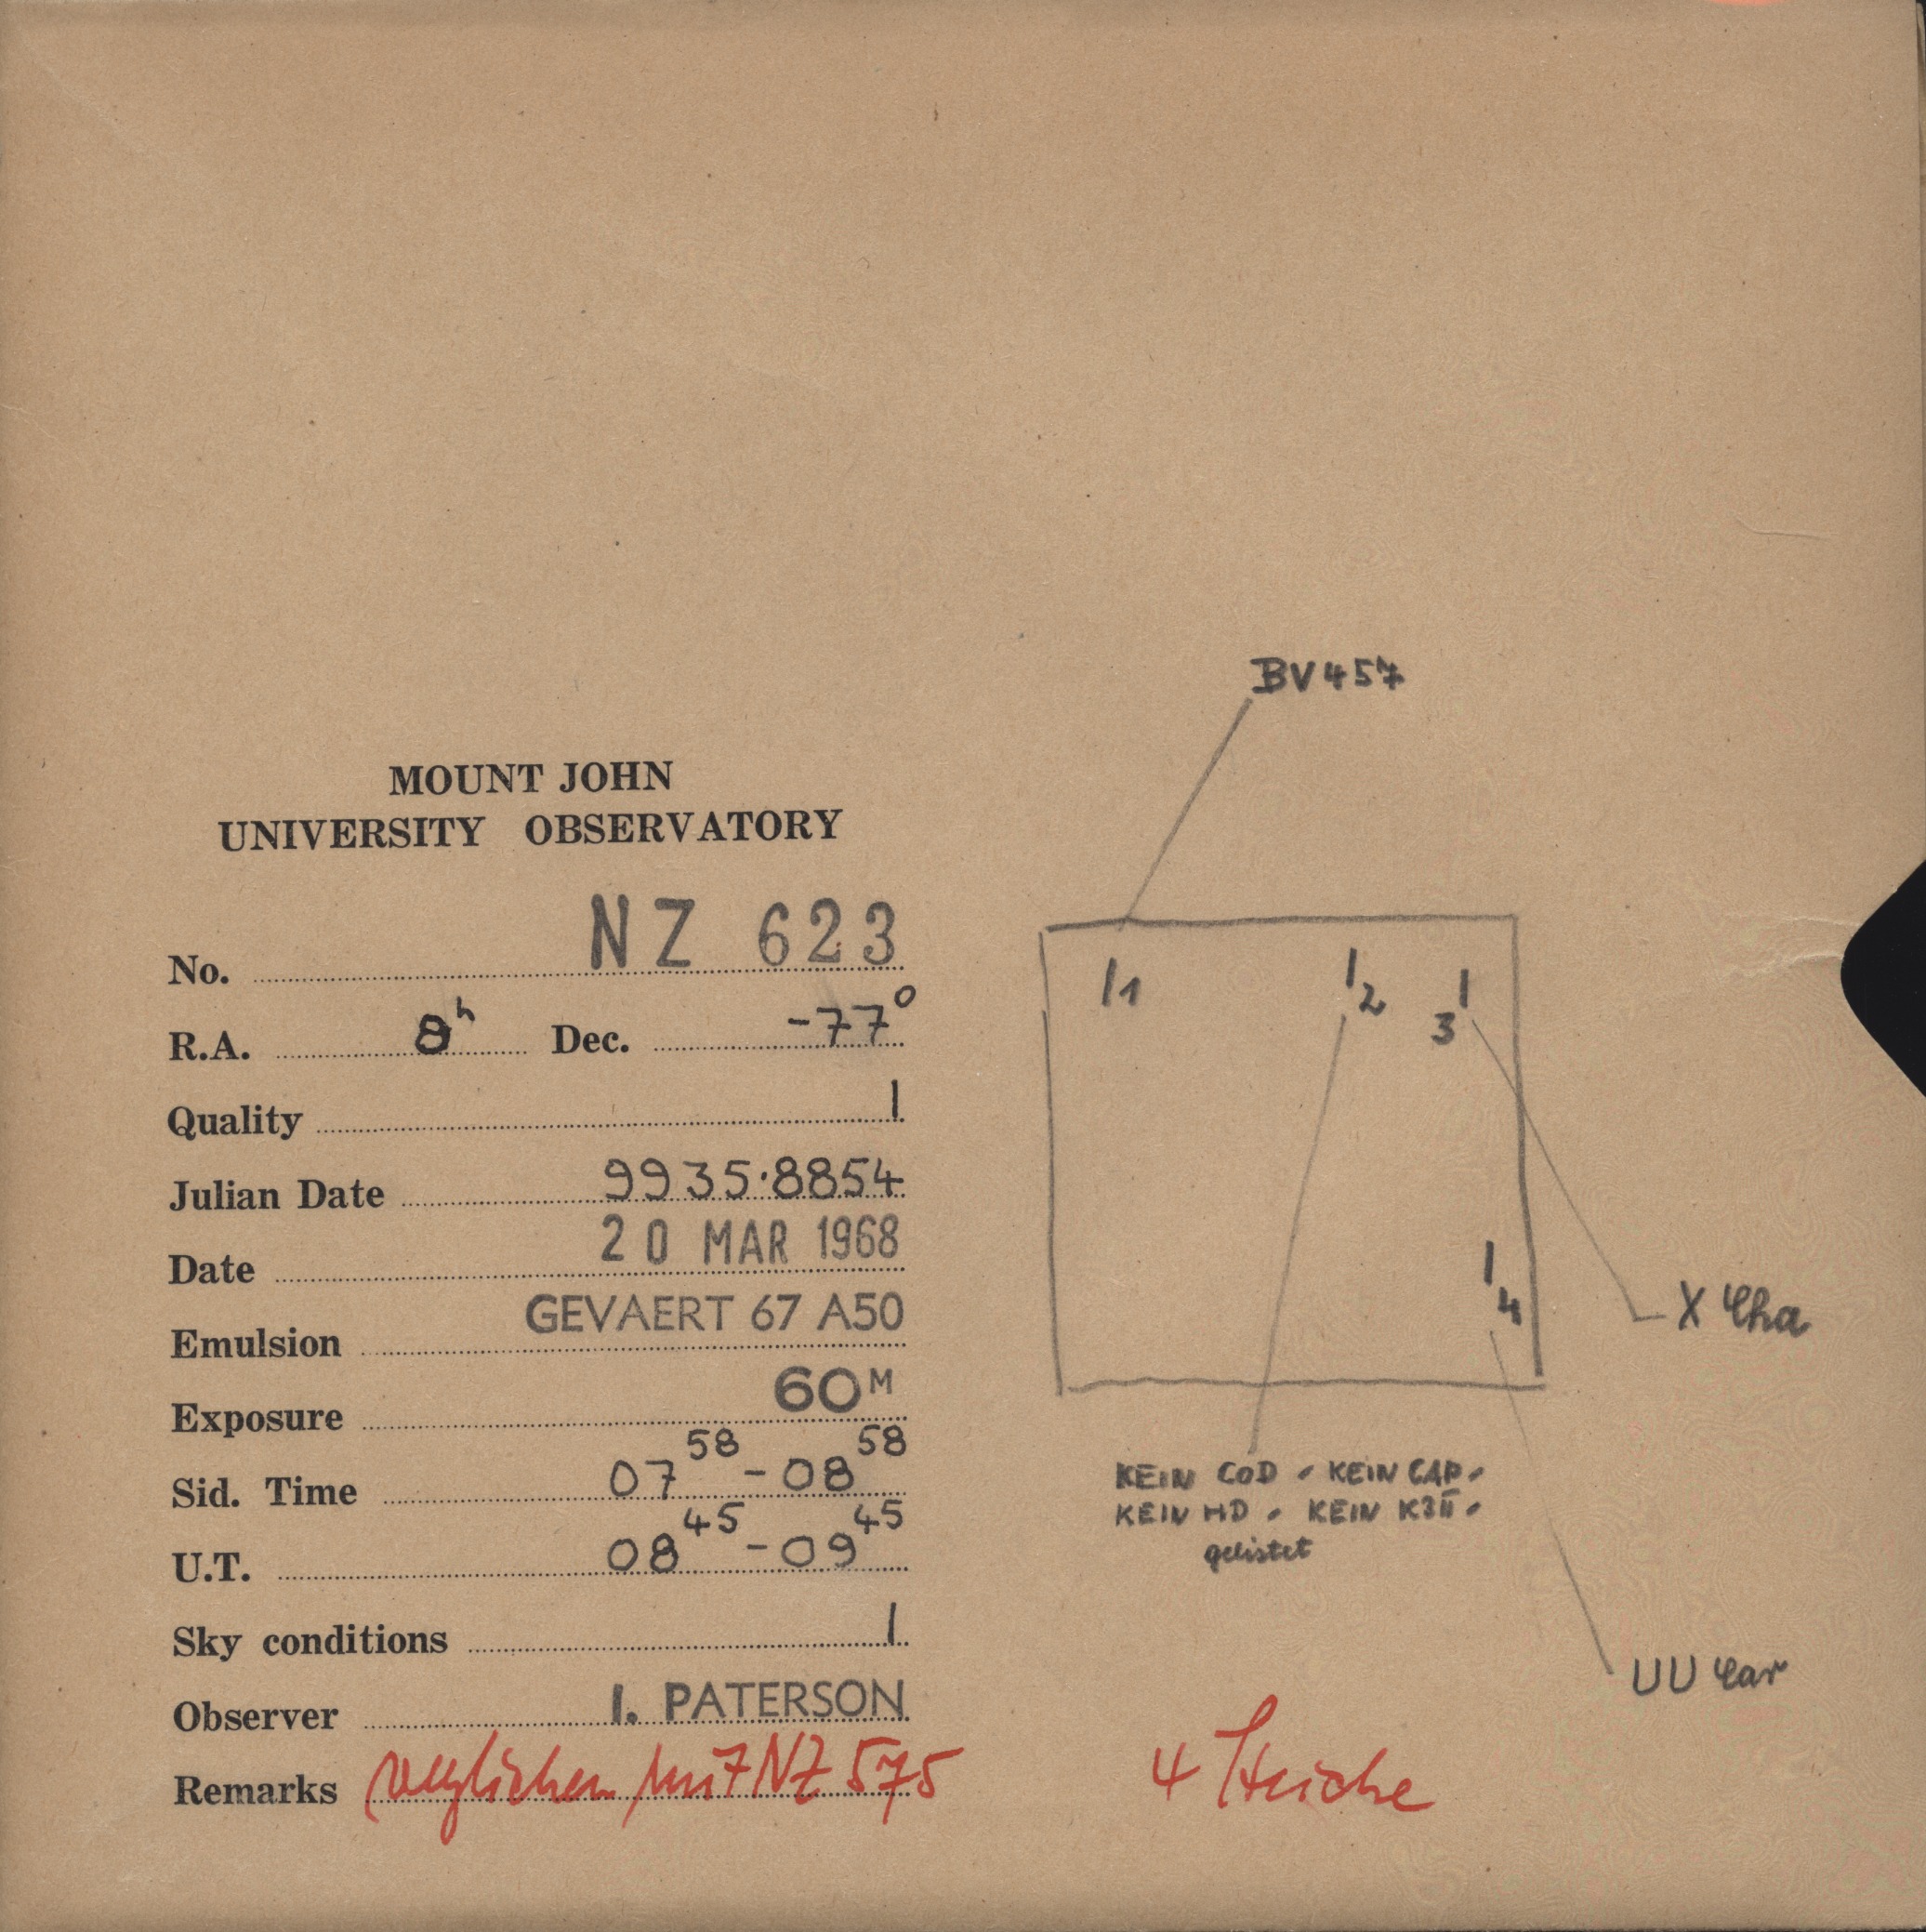 BV457
MOUNT JOHN
UNIVERSITY OBSERVATORY
No. NZ 623
R.A. 8h Dec. -77°
Quality 1
Julian Date 9935·8854
Date 20 MAR 1968
Emulsion GEVAERT 67 A50
Exposure 60M
Sid. Time 07 58 - 08 58
U.T. 08 45 - 09 45
Sky conditions 1
Observer I. PATERSON
Remarks verglichen mit NZ 575
1
2
3
4
X Cha
KEIN COD - KEIN CAP -
KEIN HD - KEIN K3II -
gelistet
UU Car
4 Striche